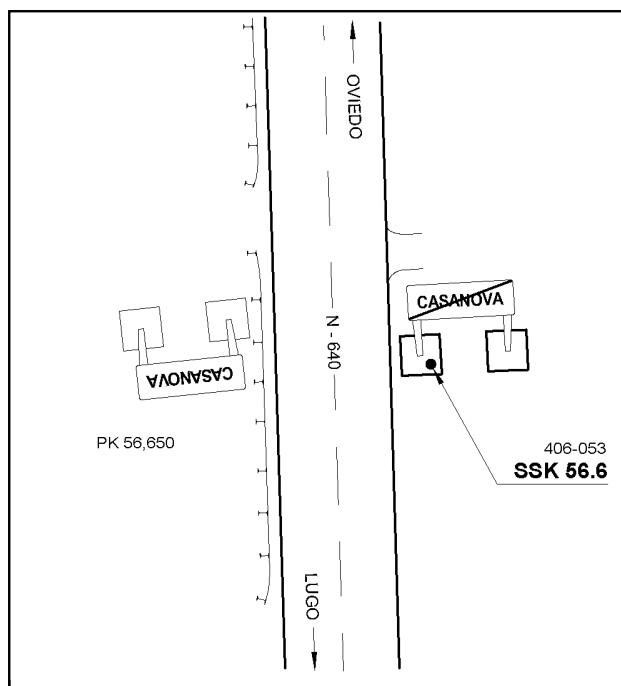 OVIEDO
CASANOVA
N - 640
CASANOVA
PK 56,650
406-053
SSK 56.6
LUGO